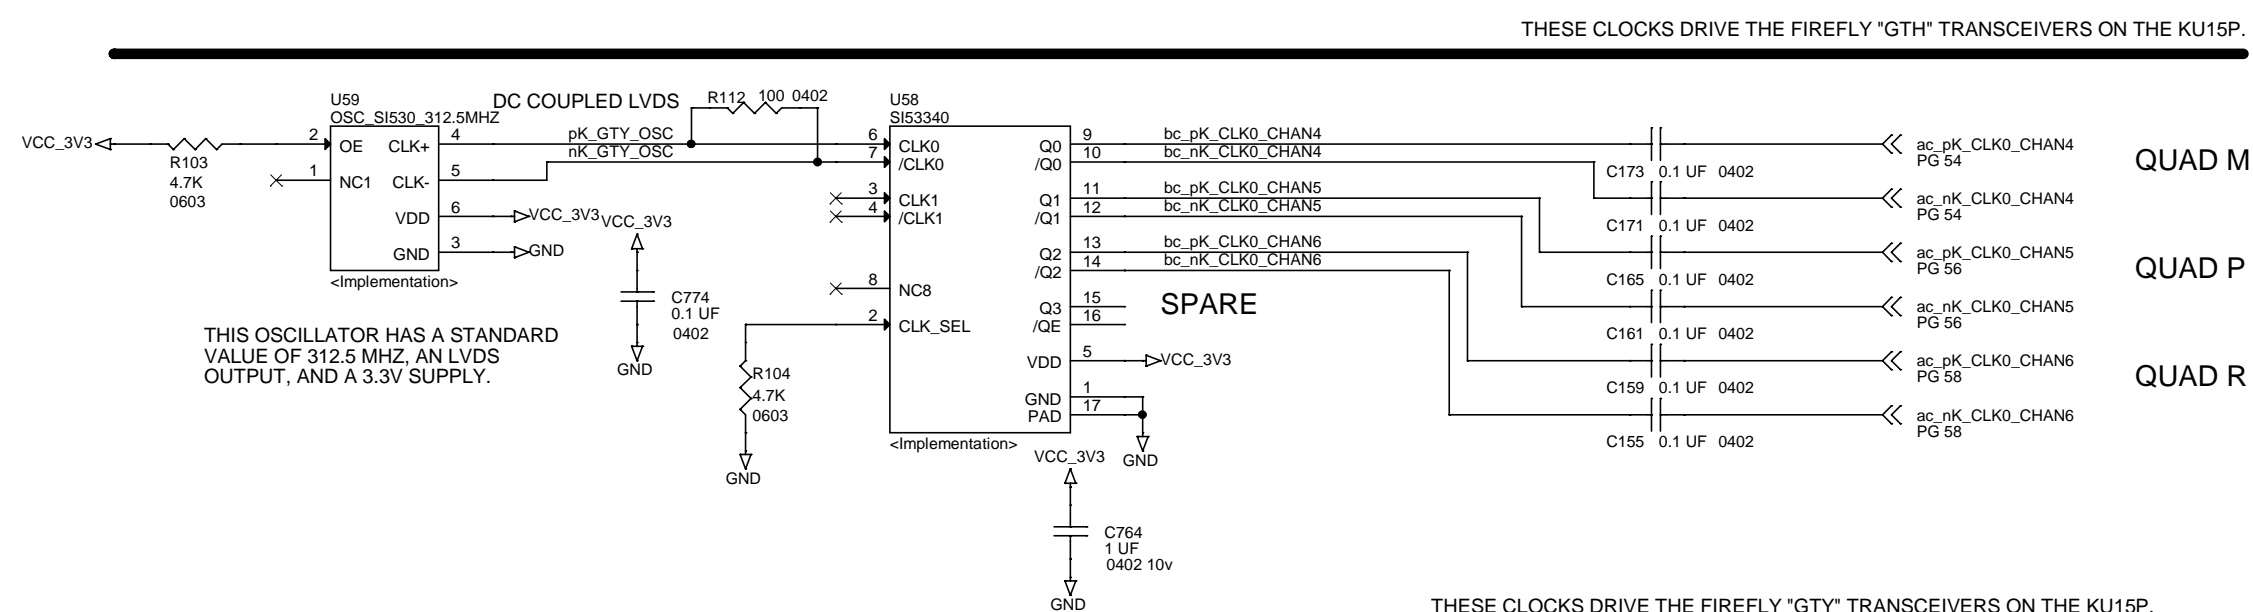 THESE CLOCKS DRIVE THE FIREFLY "GTH" TRANSCEIVERS ON THE KU15P.
U59
OSC_SI530_312.5MHZ
DC COUPLED LVDS
R112 100 0402
U58
SI53340
VCC_3V3
R103
4.7K
0603
2 OE
1 NC1
CLK+ 4
CLK- 5
VDD 6
GND 3
pK_GTY_OSC
nK_GTY_OSC
VCC_3V3
GND
<Implementation>
THIS OSCILLATOR HAS A STANDARD
VALUE OF 312.5 MHZ, AN LVDS
OUTPUT, AND A 3.3V SUPPLY.
VCC_3V3
C774
0.1 UF
0402
GND
R104
4.7K
0603
GND
6 CLK0
7 /CLK0
3 CLK1
4 /CLK1
8 NC8
2 CLK_SEL
Q0 9
/Q0 10
Q1 11
/Q1 12
Q2 13
/Q2 14
Q3 15
/QE 16
VDD 5
GND 1
PAD 17
<Implementation>
bc_pK_CLK0_CHAN4
bc_nK_CLK0_CHAN4
bc_pK_CLK0_CHAN5
bc_nK_CLK0_CHAN5
bc_pK_CLK0_CHAN6
bc_nK_CLK0_CHAN6
SPARE
VCC_3V3
GND
VCC_3V3
C764
1 UF
0402 10v
GND
C173 0.1 UF 0402
C171 0.1 UF 0402
C165 0.1 UF 0402
C161 0.1 UF 0402
C159 0.1 UF 0402
C155 0.1 UF 0402
ac_pK_CLK0_CHAN4
PG 54
ac_nK_CLK0_CHAN4
PG 54
ac_pK_CLK0_CHAN5
PG 56
ac_nK_CLK0_CHAN5
PG 56
ac_pK_CLK0_CHAN6
PG 58
ac_nK_CLK0_CHAN6
PG 58
QUAD M
QUAD P
QUAD R
THESE CLOCKS DRIVE THE FIREFLY "GTY" TRANSCEIVERS ON THE KU15P.